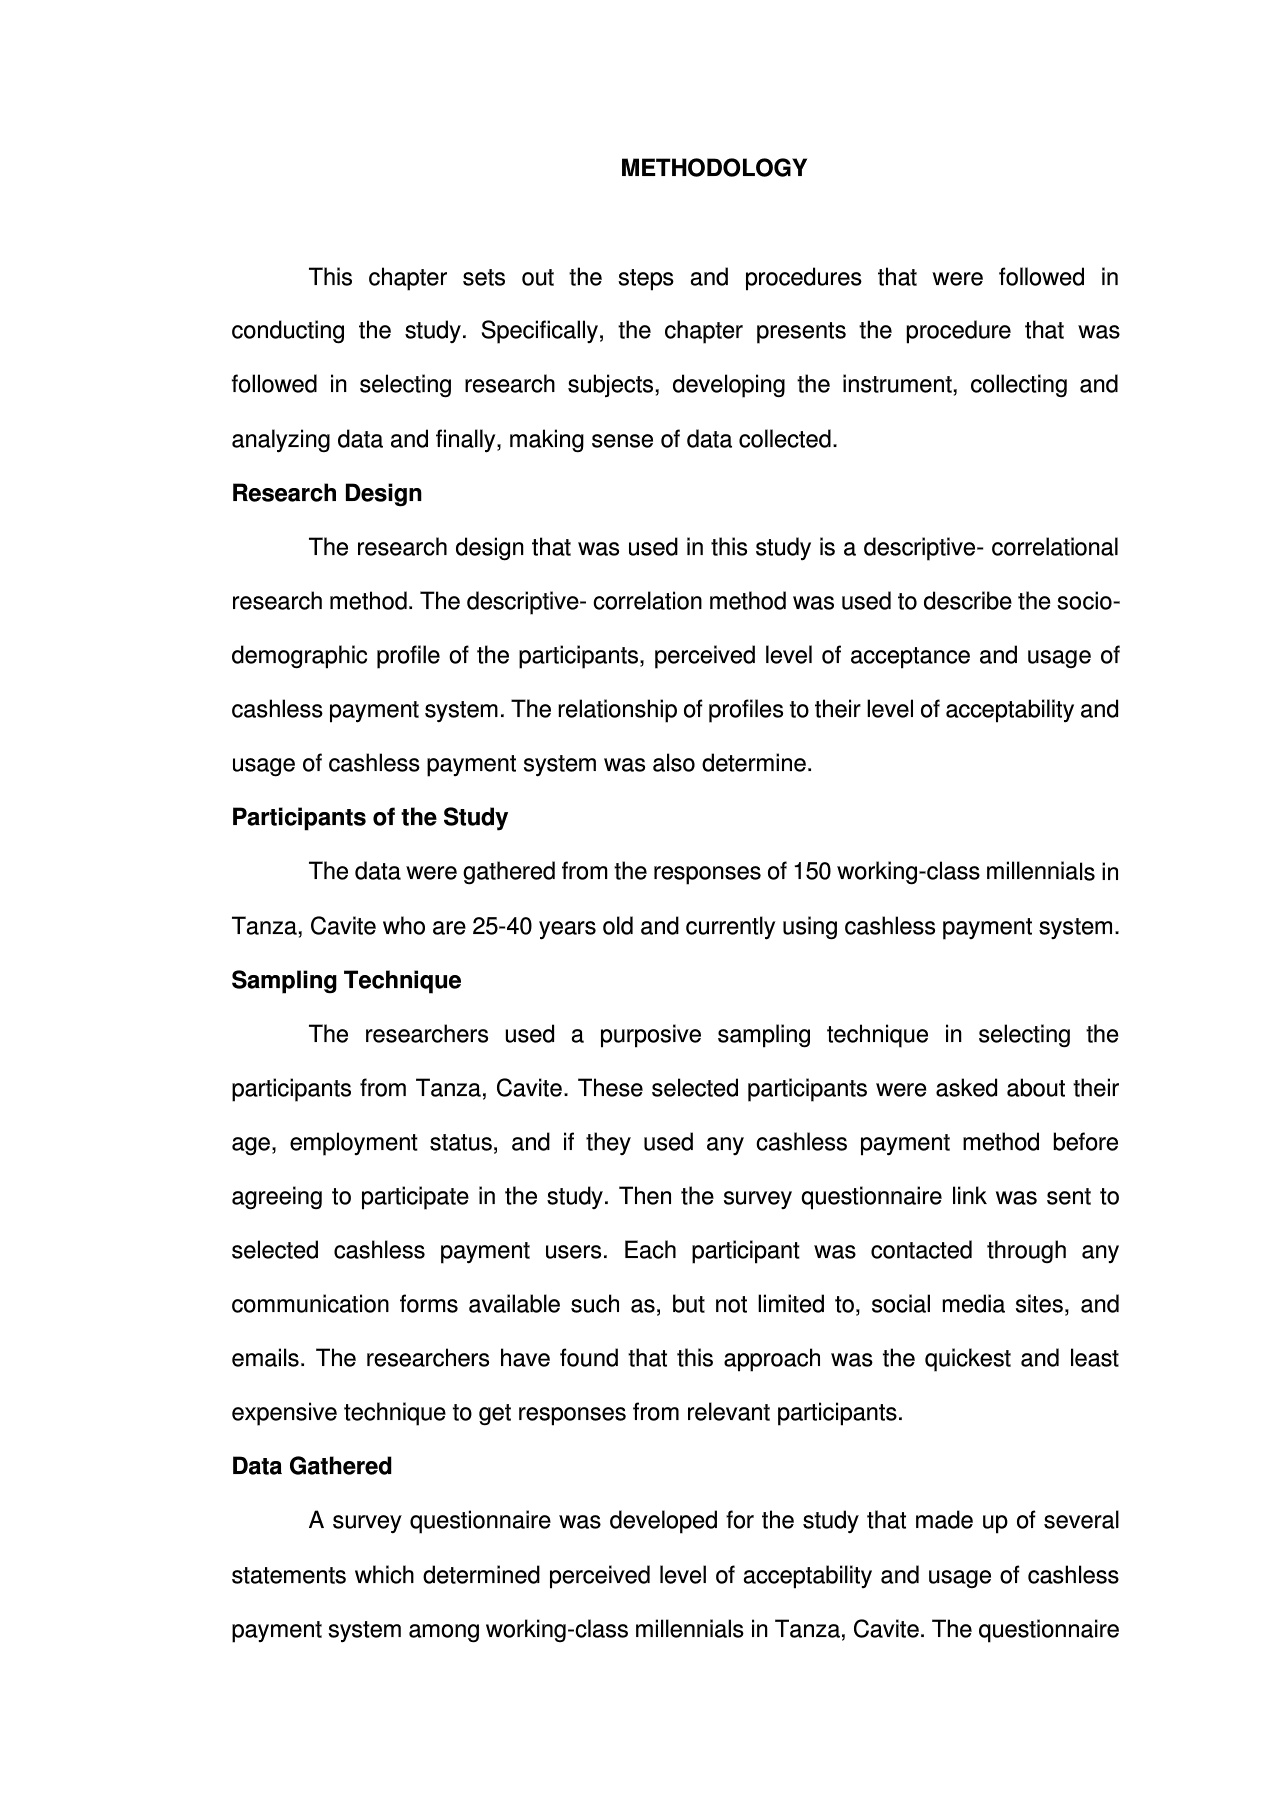 METHODOLOGY
This chapter sets out the steps and procedures that were followed in
conducting the study. Specifically, the chapter presents the procedure that was
followed in selecting research subjects, developing the instrument, collecting and
analyzing data and finally, making sense of data collected.
Research Design
The research design that was used in this study is a descriptive- correlational
research method. The descriptive- correlation method was used to describe the socio-
demographic profile of the participants, perceived level of acceptance and usage of
cashless payment system. The relationship of profiles to their level of acceptability and
usage of cashless payment system was also determine.
Participants of the Study
The data were gathered from the responses of 150 working-class millennials in
Tanza, Cavite who are 25-40 years old and currently using cashless payment system.
Sampling Technique
The researchers used a purposive sampling technique in selecting the
participants from Tanza, Cavite. These selected participants were asked about their
age, employment status, and if they used any cashless payment method before
agreeing to participate in the study. Then the survey questionnaire link was sent to
selected cashless payment users. Each participant was contacted through any
communication forms available such as, but not limited to, social media sites, and
emails. The researchers have found that this approach was the quickest and least
expensive technique to get responses from relevant participants.
Data Gathered
A survey questionnaire was developed for the study that made up of several
statements which determined perceived level of acceptability and usage of cashless
payment system among working-class millennials in Tanza, Cavite. The questionnaire